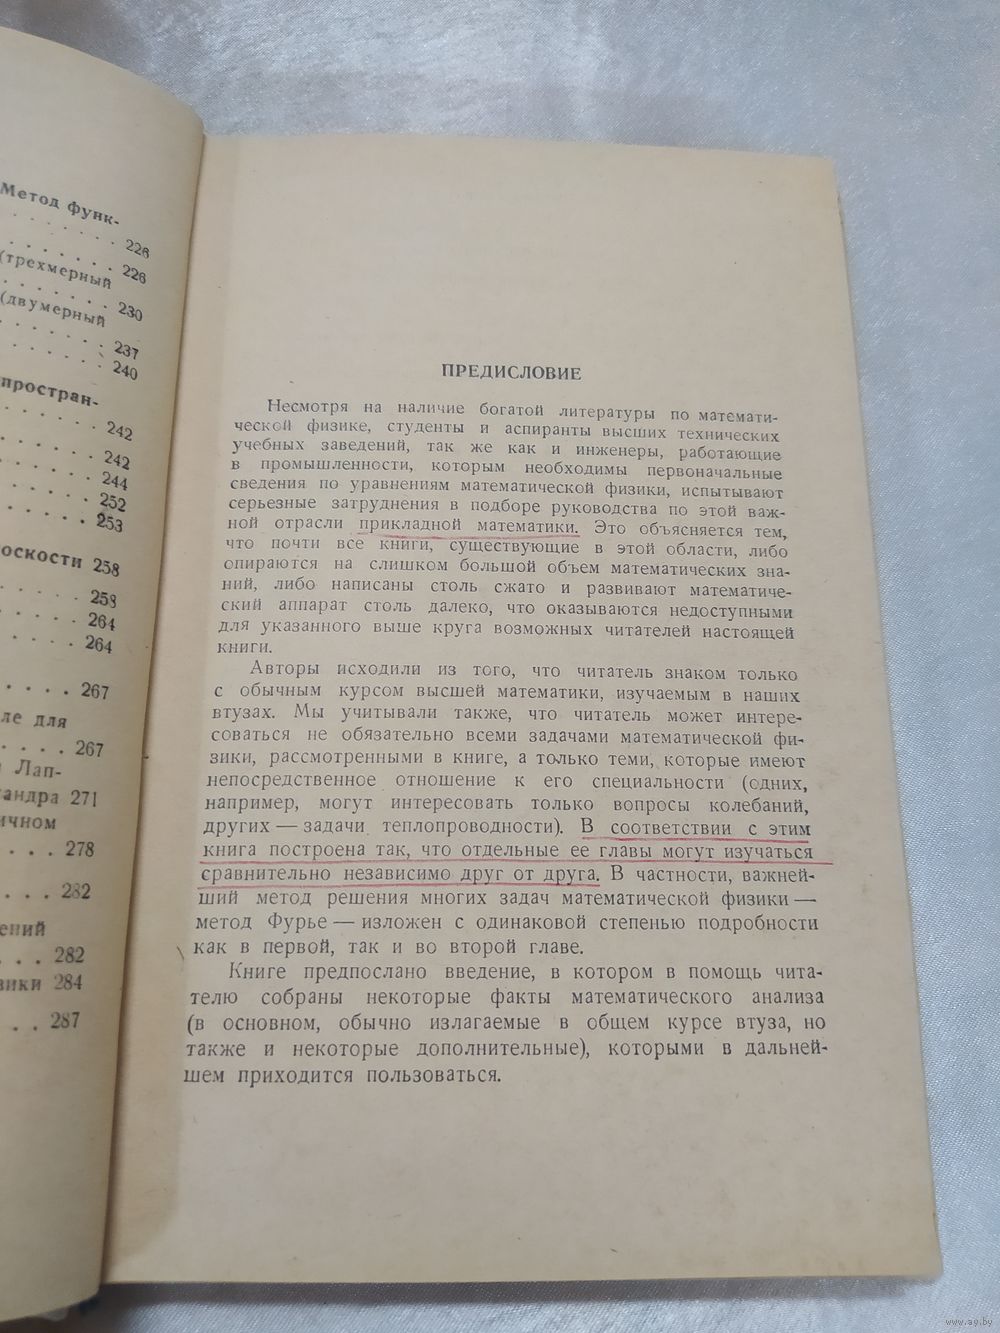 Метод функ-
226
226
(трехмерный
230
(двумерный
237
240
простран-
242
242
244
252
253
оскости 258
258
264
264
267
ле для
267
Лап-
андра 271
ичном
278
282
ений
282
зики 284
287
ПРЕДИСЛОВИЕ
Несмотря на наличие богатой литературы по математи-
ческой физике, студенты и аспиранты высших технических
учебных заведений, так же как и инженеры, работающие
в промышленности, которым необходимы первоначальные
сведения по уравнениям математической физики, испытывают
серьезные затруднения в подборе руководства по этой важ-
ной отрасли прикладной математики. Это объясняется тем,
что почти все книги, существующие в этой области, либо
опираются на слишком большой объем математических зна-
ний, либо написаны столь сжато и развивают математиче-
ский аппарат столь далеко, что оказываются недоступными
для указанного выше круга возможных читателей настоящей
книги.
Авторы исходили из того, что читатель знаком только
с обычным курсом высшей математики, изучаемым в наших
втузах. Мы учитывали также, что читатель может интере-
соваться не обязательно всеми задачами математической фи-
зики, рассмотренными в книге, а только теми, которые имеют
непосредственное отношение к его специальности (одних,
например, могут интересовать только вопросы колебаний,
других — задачи теплопроводности). В соответствии с этим
книга построена так, что отдельные ее главы могут изучаться
сравнительно независимо друг от друга. В частности, важней-
ший метод решения многих задач математической физики —
метод Фурье — изложен с одинаковой степенью подробности
как в первой, так и во второй главе.
Книге предпослано введение, в котором в помощь чита-
телю собраны некоторые факты математического анализа
(в основном, обычно излагаемые в общем курсе втуза, но
также и некоторые дополнительные), которыми в дальней-
шем приходится пользоваться.
www.ay.by